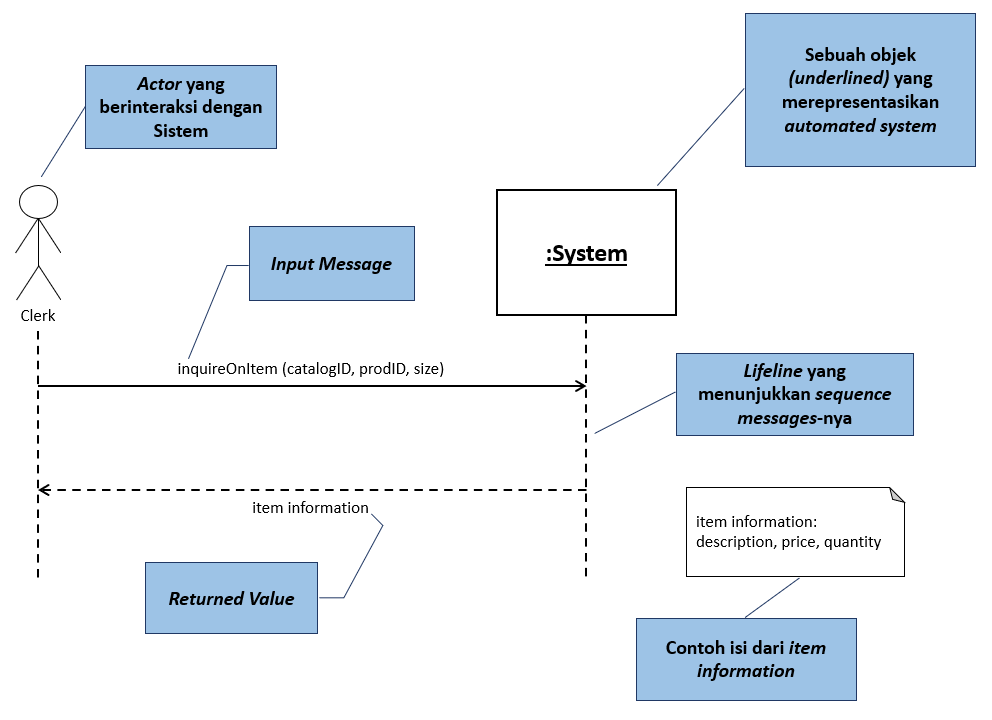 Sebuah objek
(underlined) yang
merepresentasikan
automated system
Actor yang
berinteraksi dengan
Sistem
:System
Input Message
Clerk
inquireOnItem (catalogID, prodID, size)
Lifeline yang
menunjukkan sequence
messages-nya
item information
item information:
description, price, quantity
Returned Value
Contoh isi dari item
information